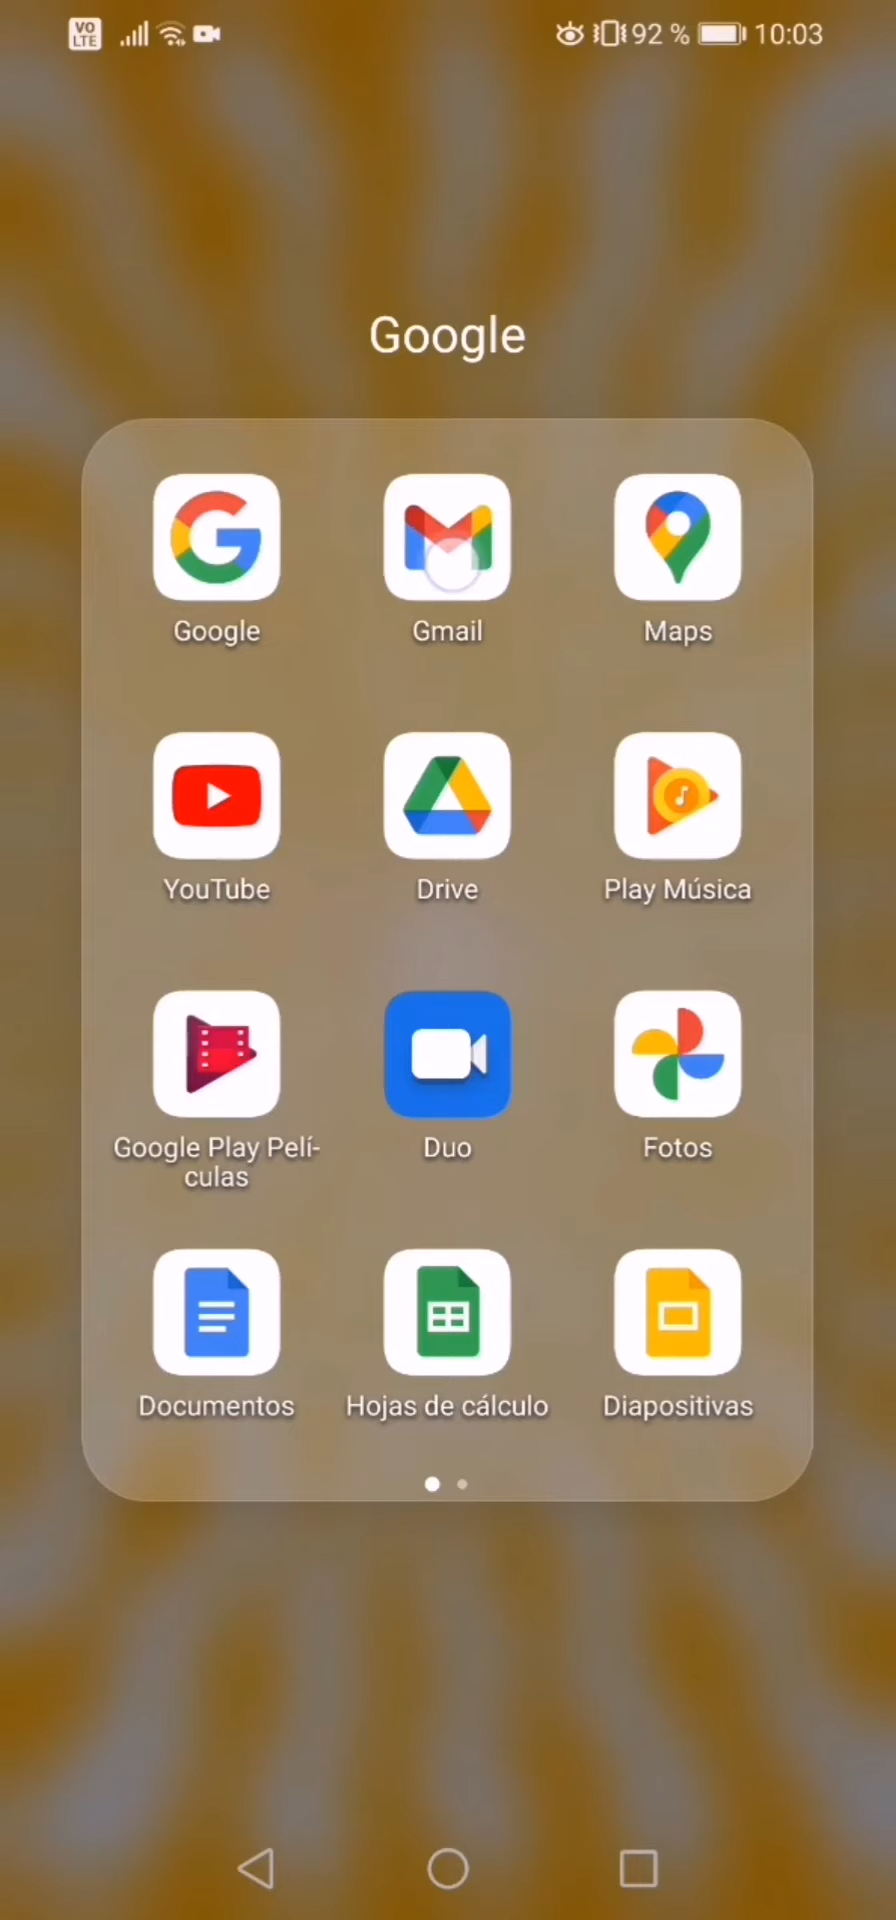 VO LTE 92 % 10:03
Google
Google Gmail Maps
YouTube Drive Play Música
Google Play Pelí-
culas
Duo Fotos
Documentos Hojas de cálculo Diapositivas